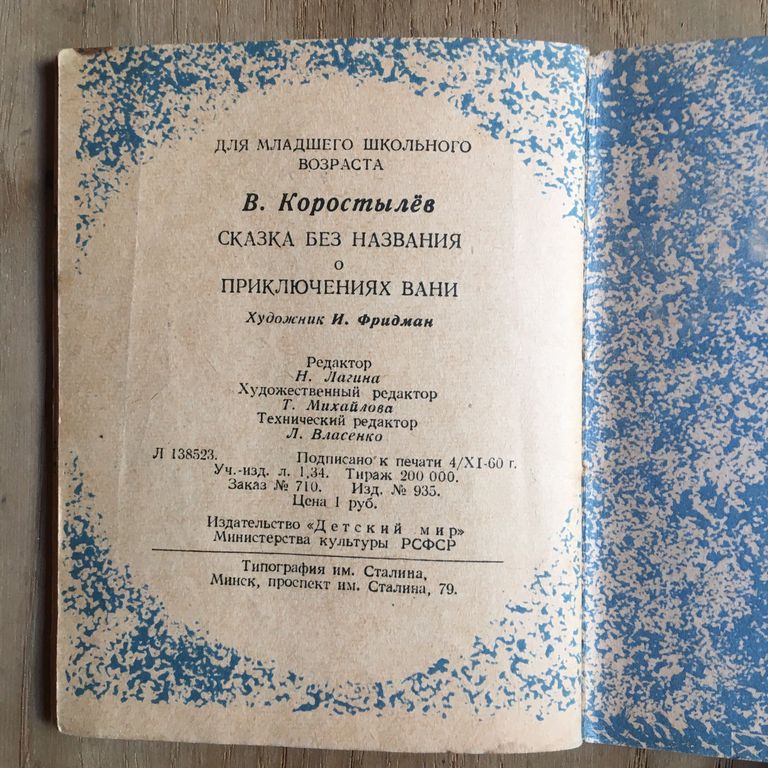 ДЛЯ МЛАДШЕГО ШКОЛЬНОГО
ВОЗРАСТА
В. Коростылёв
СКАЗКА БЕЗ НАЗВАНИЯ
о
ПРИКЛЮЧЕНИЯХ ВАНИ
Художник И. Фридман
Редактор
Н. Лагина
Художественный редактор
Т. Михайлова
Технический редактор
Л. Власенко
Л 138523. Подписано к печати 4/XI-60 г.
Уч.-изд. л. 1,34. Тираж 200 000.
Заказ № 710. Изд. № 935.
Цена 1 руб.
Издательство «Детский мир»
Министерства культуры РСФСР
Типография им. Сталина,
Минск, проспект им. Сталина, 79.